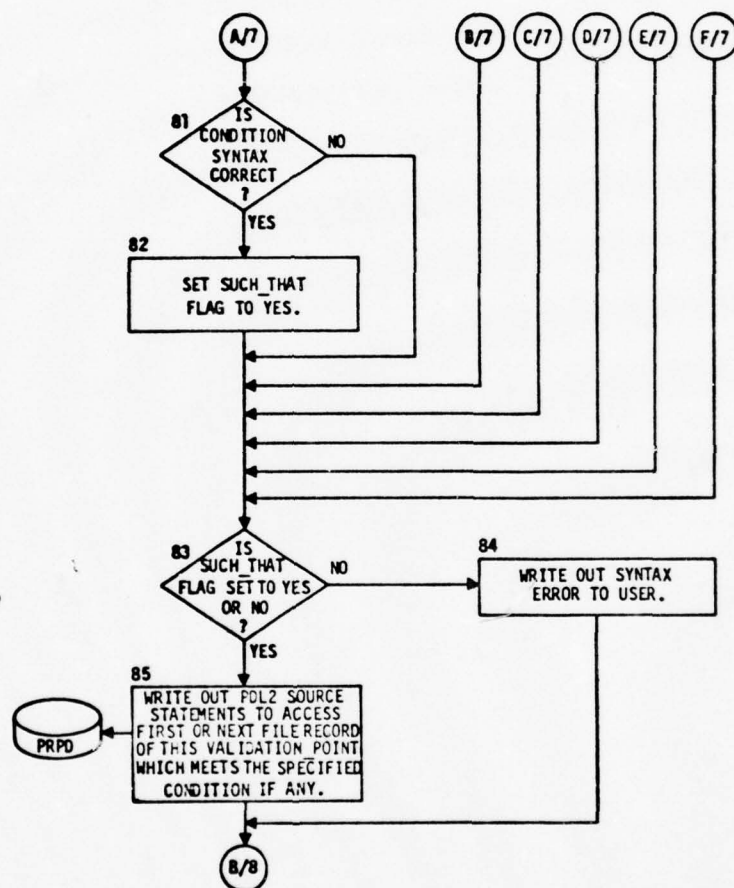 A/7
B/7
C/7
D/7
E/7
F/7
81
IS
CONDITION
SYNTAX
CORRECT
?
NO
YES
82
SET SUCH_THAT
FLAG TO YES.
83
IS
SUCH_THAT
FLAG SET TO YES
OR NO
?
NO
84
WRITE OUT SYNTAX
ERROR TO USER.
YES
85
WRITE OUT PDL2 SOURCE
STATEMENTS TO ACCESS
FIRST OR NEXT FILE RECORD
OF THIS VALIDATION_POINT
WHICH MEETS THE SPECIFIED
CONDITION IF ANY.
PRPD
B/8